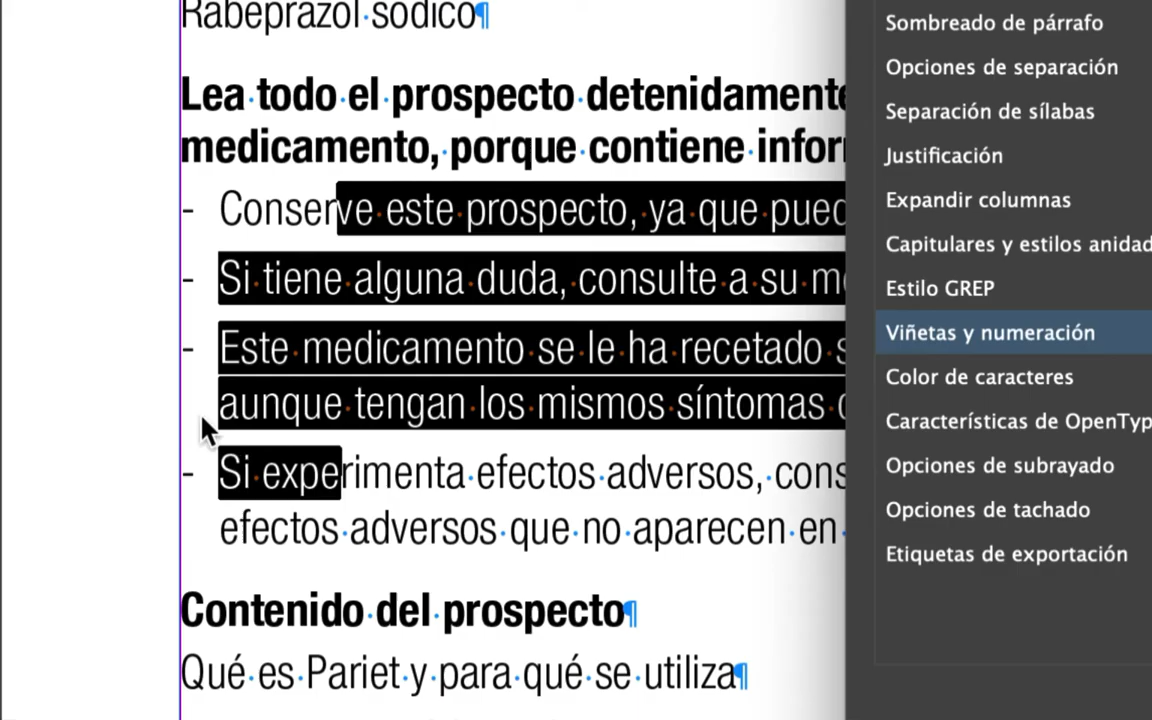 Rabeprazol sódico¶
Lea todo el prospecto detenidamente
medicamento, porque contiene infor
- Conserve este prospecto, ya que pued
- Si tiene alguna duda, consulte a su m
- Este medicamento se le ha recetado s
aunque tengan los mismos síntomas
- Si experimenta efectos adversos, cons
efectos adversos que no aparecen en
Contenido del prospecto¶
Qué es Pariet y para qué se utiliza¶
Sombreado de párrafo
Opciones de separación
Separación de sílabas
Justificación
Expandir columnas
Capitulares y estilos anidad
Estilo GREP
Viñetas y numeración
Color de caracteres
Características de OpenTyp
Opciones de subrayado
Opciones de tachado
Etiquetas de exportación